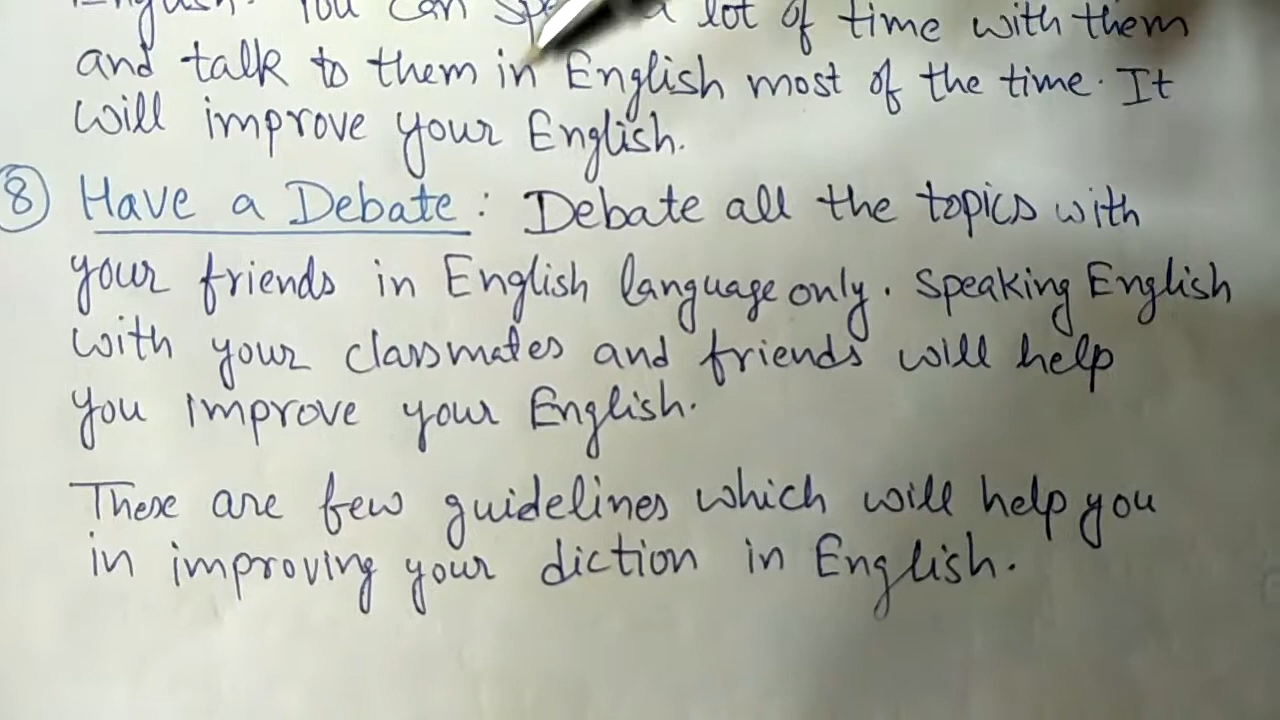 English. You can a lot of time with them
and talk to them in English most of the time. It
will improve your English.
8 Have a Debate : Debate all the topics with
your friends in English language only. Speaking English
with your classmates and friends will help
you improve your English.
These are few guidelines which will help you
in improving your diction in English.